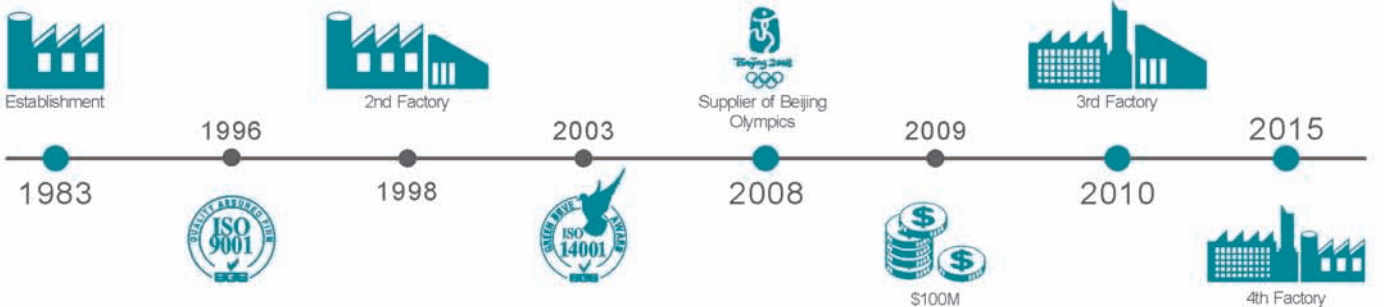 Beijing 2008
Establishment
2nd Factory
Supplier of Beijing
Olympics
3rd Factory
1996
2003
2009
2015
1983
1998
2008
2010
QUALITY ASSURED FIRM
ISO
9001
GREEN DOVE AWARD
ISO
14001
$
$
$100M
4th Factory